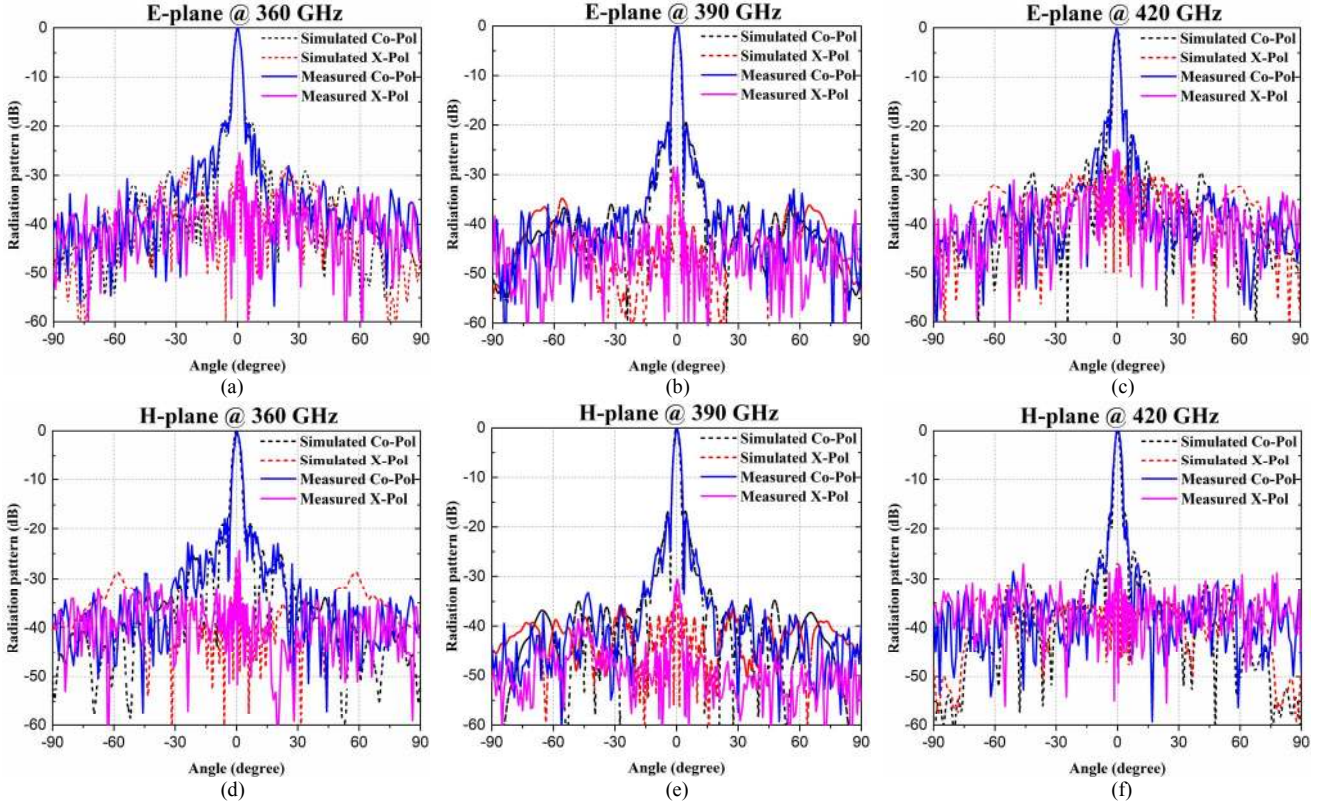 E-plane @ 360 GHz
Simulated Co-Pol
Simulated X-Pol
Measured Co-Pol
Measured X-Pol
Radiation pattern (dB)
0
-10
-20
-30
-40
-50
-60
-90 -60 -30 0 30 60 90
Angle (degree)
(a)
E-plane @ 390 GHz
Simulated Co-Pol
Simulated X-Pol
Measured Co-Pol
Measured X-Pol
Radiation pattern (dB)
0
-10
-20
-30
-40
-50
-60
-90 -60 -30 0 30 60 90
Angle (degree)
(b)
E-plane @ 420 GHz
Simulated Co-Pol
Simulated X-Pol
Measured Co-Pol
Measured X-Pol
Radiation pattern (dB)
0
-10
-20
-30
-40
-50
-60
-90 -60 -30 0 30 60 90
Angle (degree)
(c)
H-plane @ 360 GHz
Simulated Co-Pol
Simulated X-Pol
Measured Co-Pol
Measured X-Pol
Radiation pattern (dB)
0
-10
-20
-30
-40
-50
-60
-90 -60 -30 0 30 60 90
Angle (degree)
(d)
H-plane @ 390 GHz
Simulated Co-Pol
Simulated X-Pol
Measured Co-Pol
Measured X-Pol
Radiation pattern (dB)
0
-10
-20
-30
-40
-50
-60
-90 -60 -30 0 30 60 90
Angle (degree)
(e)
H-plane @ 420 GHz
Simulated Co-Pol
Simulated X-Pol
Measured Co-Pol
Measured X-Pol
Radiation pattern (dB)
0
-10
-20
-30
-40
-50
-60
-90 -60 -30 0 30 60 90
Angle (degree)
(f)